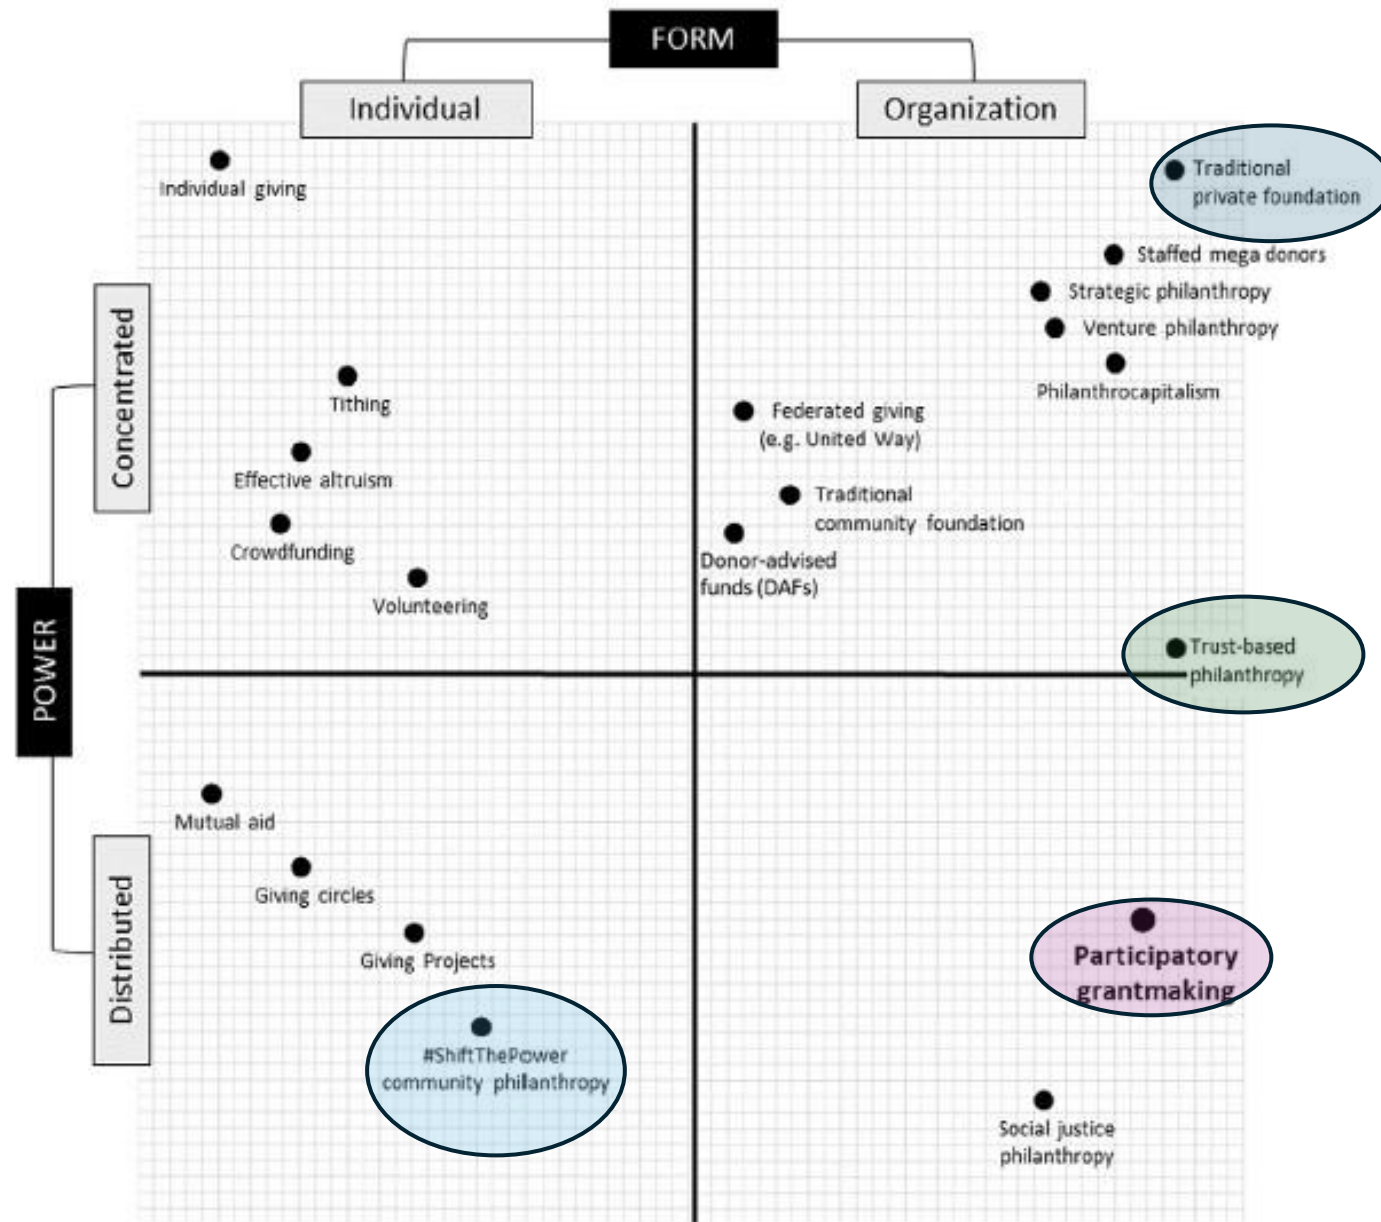 FORM
Individual
Organization
Individual giving
Traditional
private foundation
Staffed mega donors
Strategic philanthropy
Venture philanthropy
Philanthrocapitalism
Concentrated
Tithing
Federated giving
(e.g. United Way)
Effective altruism
Traditional
community foundation
Crowdfunding
Donor-advised
funds (DAFs)
Volunteering
POWER
Trust-based
philanthropy
Mutual aid
Giving circles
Distributed
Giving Projects
Participatory
grantmaking
#ShiftThePower
community philanthropy
Social justice
philanthropy